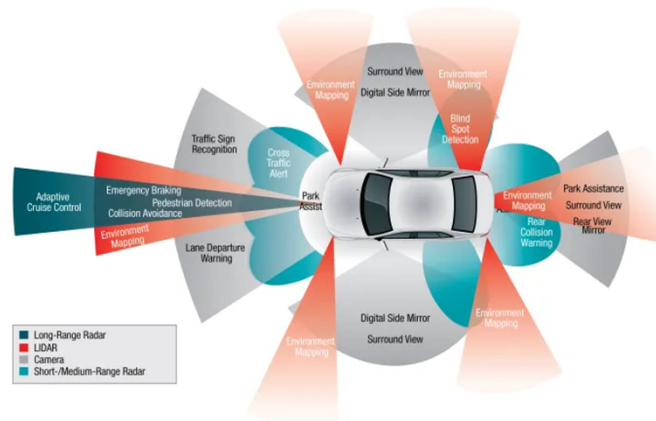 Environment
Mapping
Surround View
Digital Side Mirror
Environment
Mapping
Blind
Spot
Detection
Traffic Sign
Recognition
Cross
Traffic
Alert
Adaptive
Cruise Control
Emergency Braking
Pedestrian Detection
Collision Avoidance
Environment
Mapping
Lane Departure
Warning
Park
Assist
Environment
Mapping
Park Assistance
Surround View
Rear View
Mirror
Rear
Collision
Warning
Digital Side Mirror
Surround View
Environment
Mapping
Environment
Mapping
Long-Range Radar
LIDAR
Camera
Short-/Medium-Range Radar